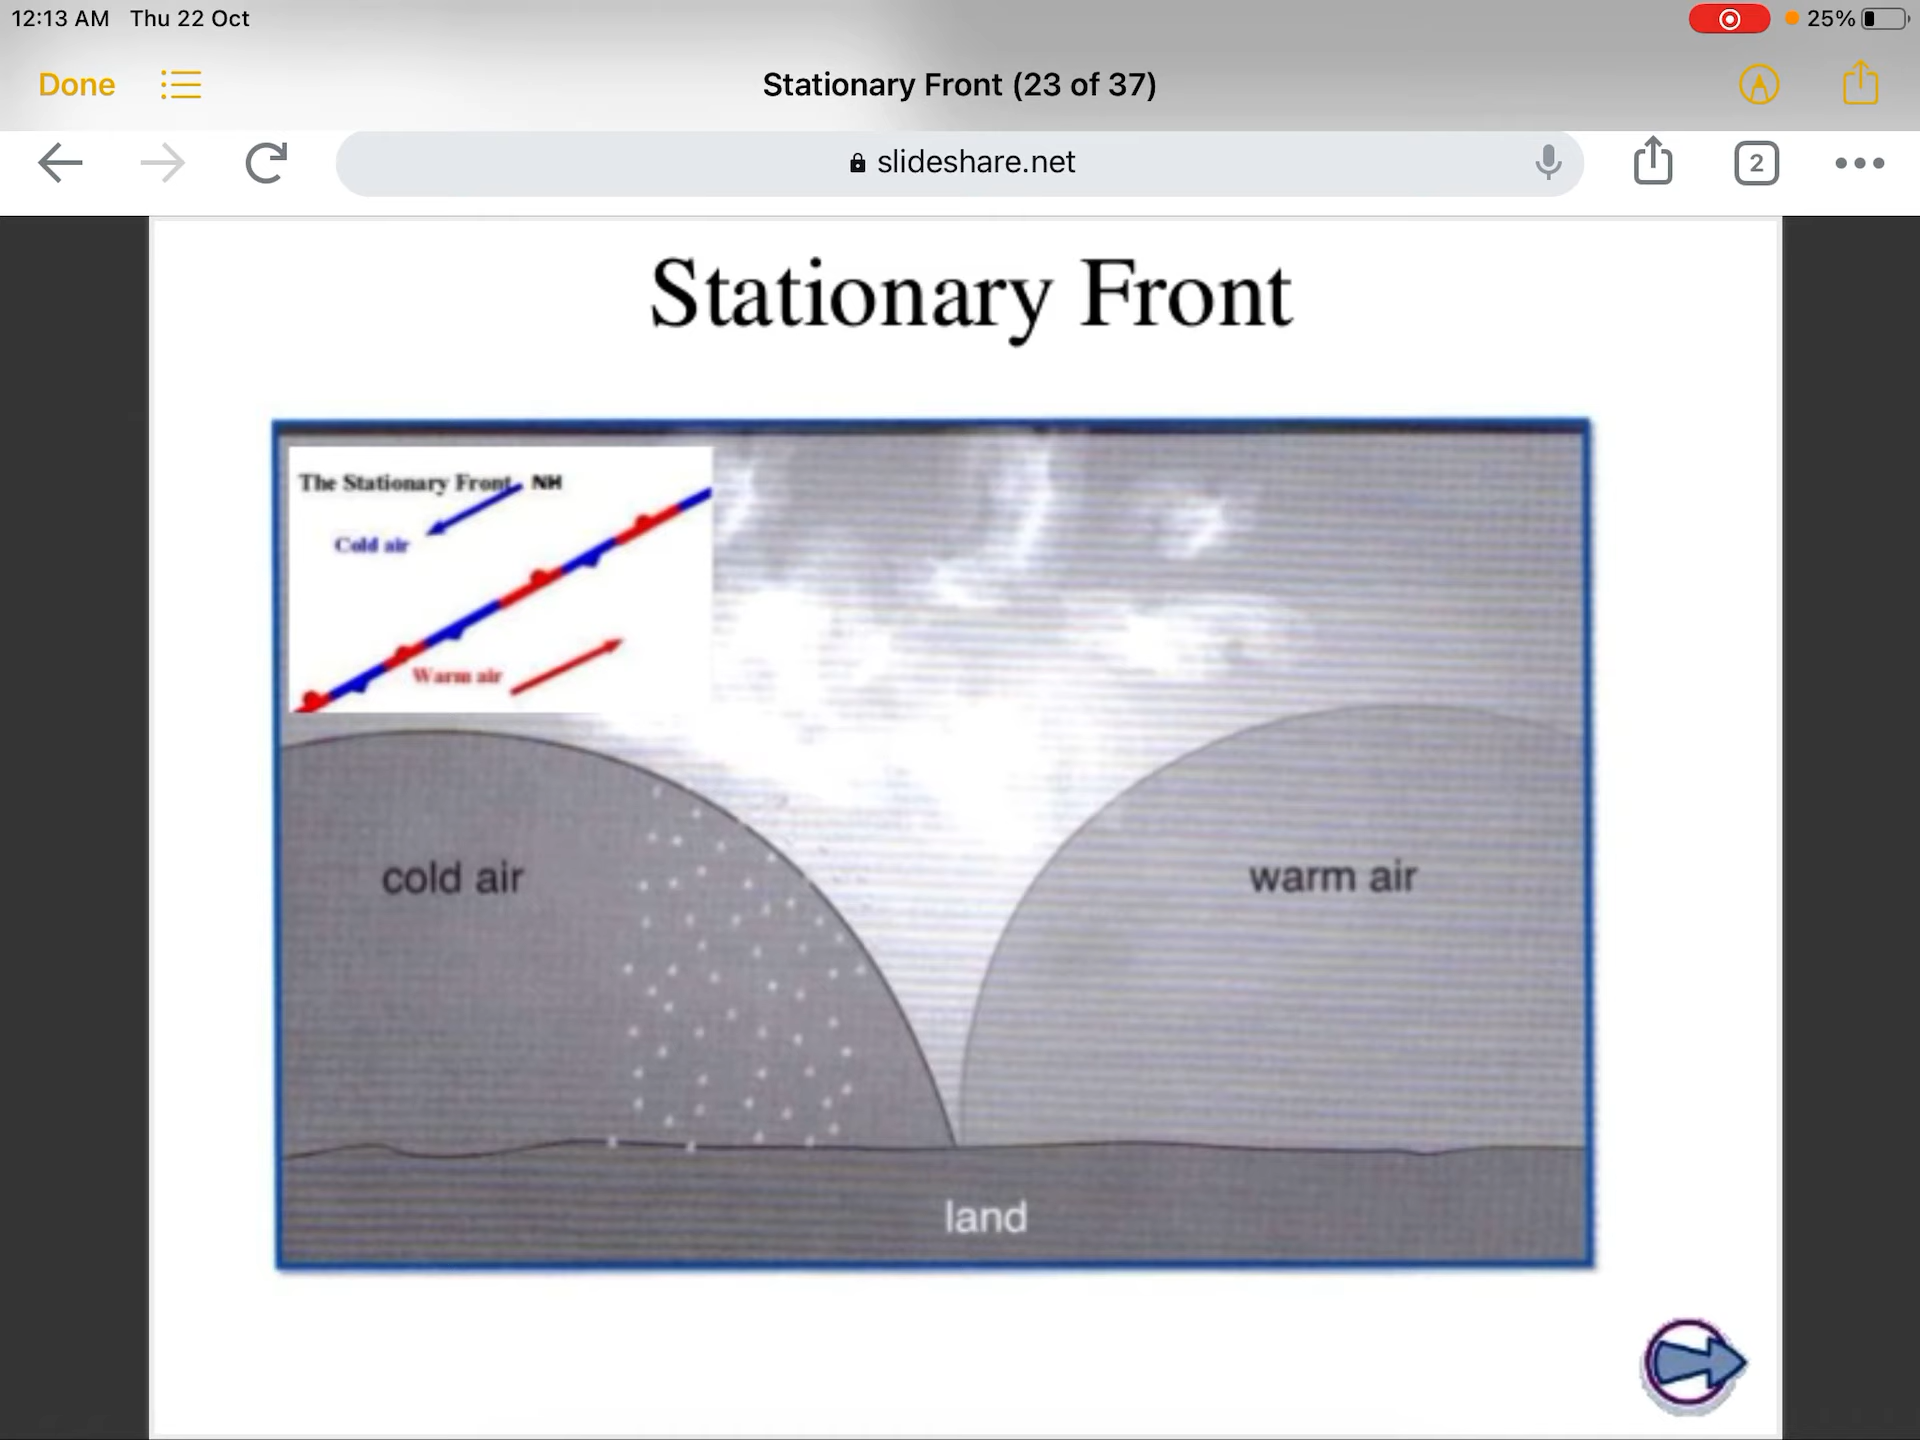 12:13 AM Thu 22 Oct
25%
Done
Stationary Front (23 of 37)
slideshare.net
2
Stationary Front
The Stationary Front NH
Cold air
Warm air
cold air
warm air
land